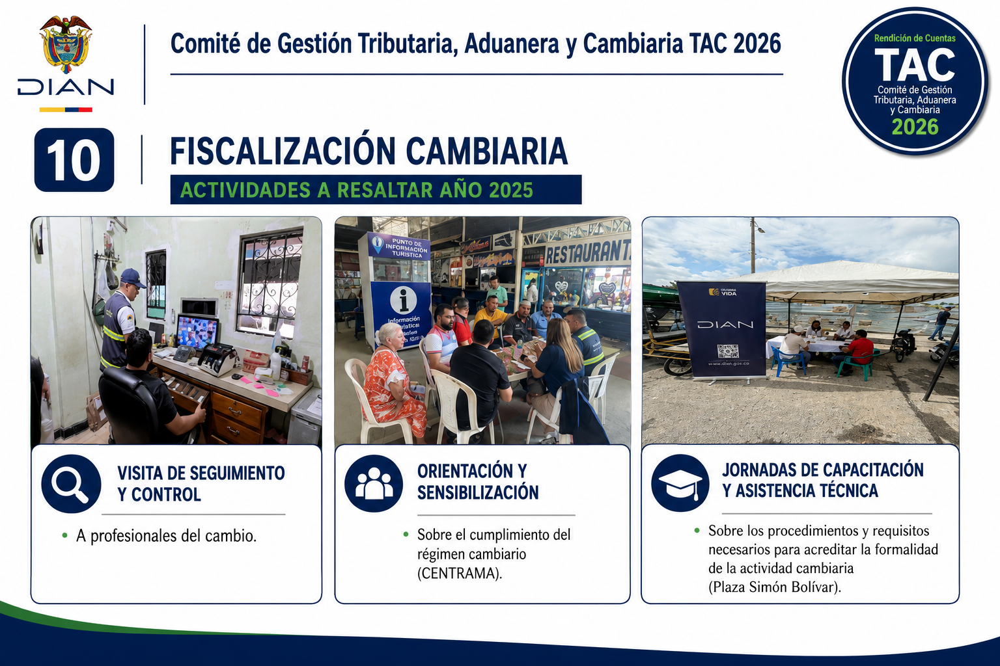 DIAN
Comité de Gestión Tributaria, Aduanera y Cambiaria TAC 2026
Rendición de Cuentas
TAC
Comité de Gestión
Tributaria, Aduanera
y Cambiaria
2026
10
FISCALIZACIÓN CAMBIARIA
ACTIVIDADES A RESALTAR AÑO 2025
PUNTO DE
INFORMACIÓN
TURISTICA
i
Información
RESTAURANT
VIDA
DIAN
www.dian.gov.co
VISITA DE SEGUIMIENTO
Y CONTROL
• A profesionales del cambio.
ORIENTACIÓN Y
SENSIBILIZACIÓN
• Sobre el cumplimiento del
régimen cambiario
(CENTRAMA).
JORNADAS DE CAPACITACIÓN
Y ASISTENCIA TÉCNICA
• Sobre los procedimientos y requisitos
necesarios para acreditar la formalidad
de la actividad cambiaria
(Plaza Simón Bolívar).